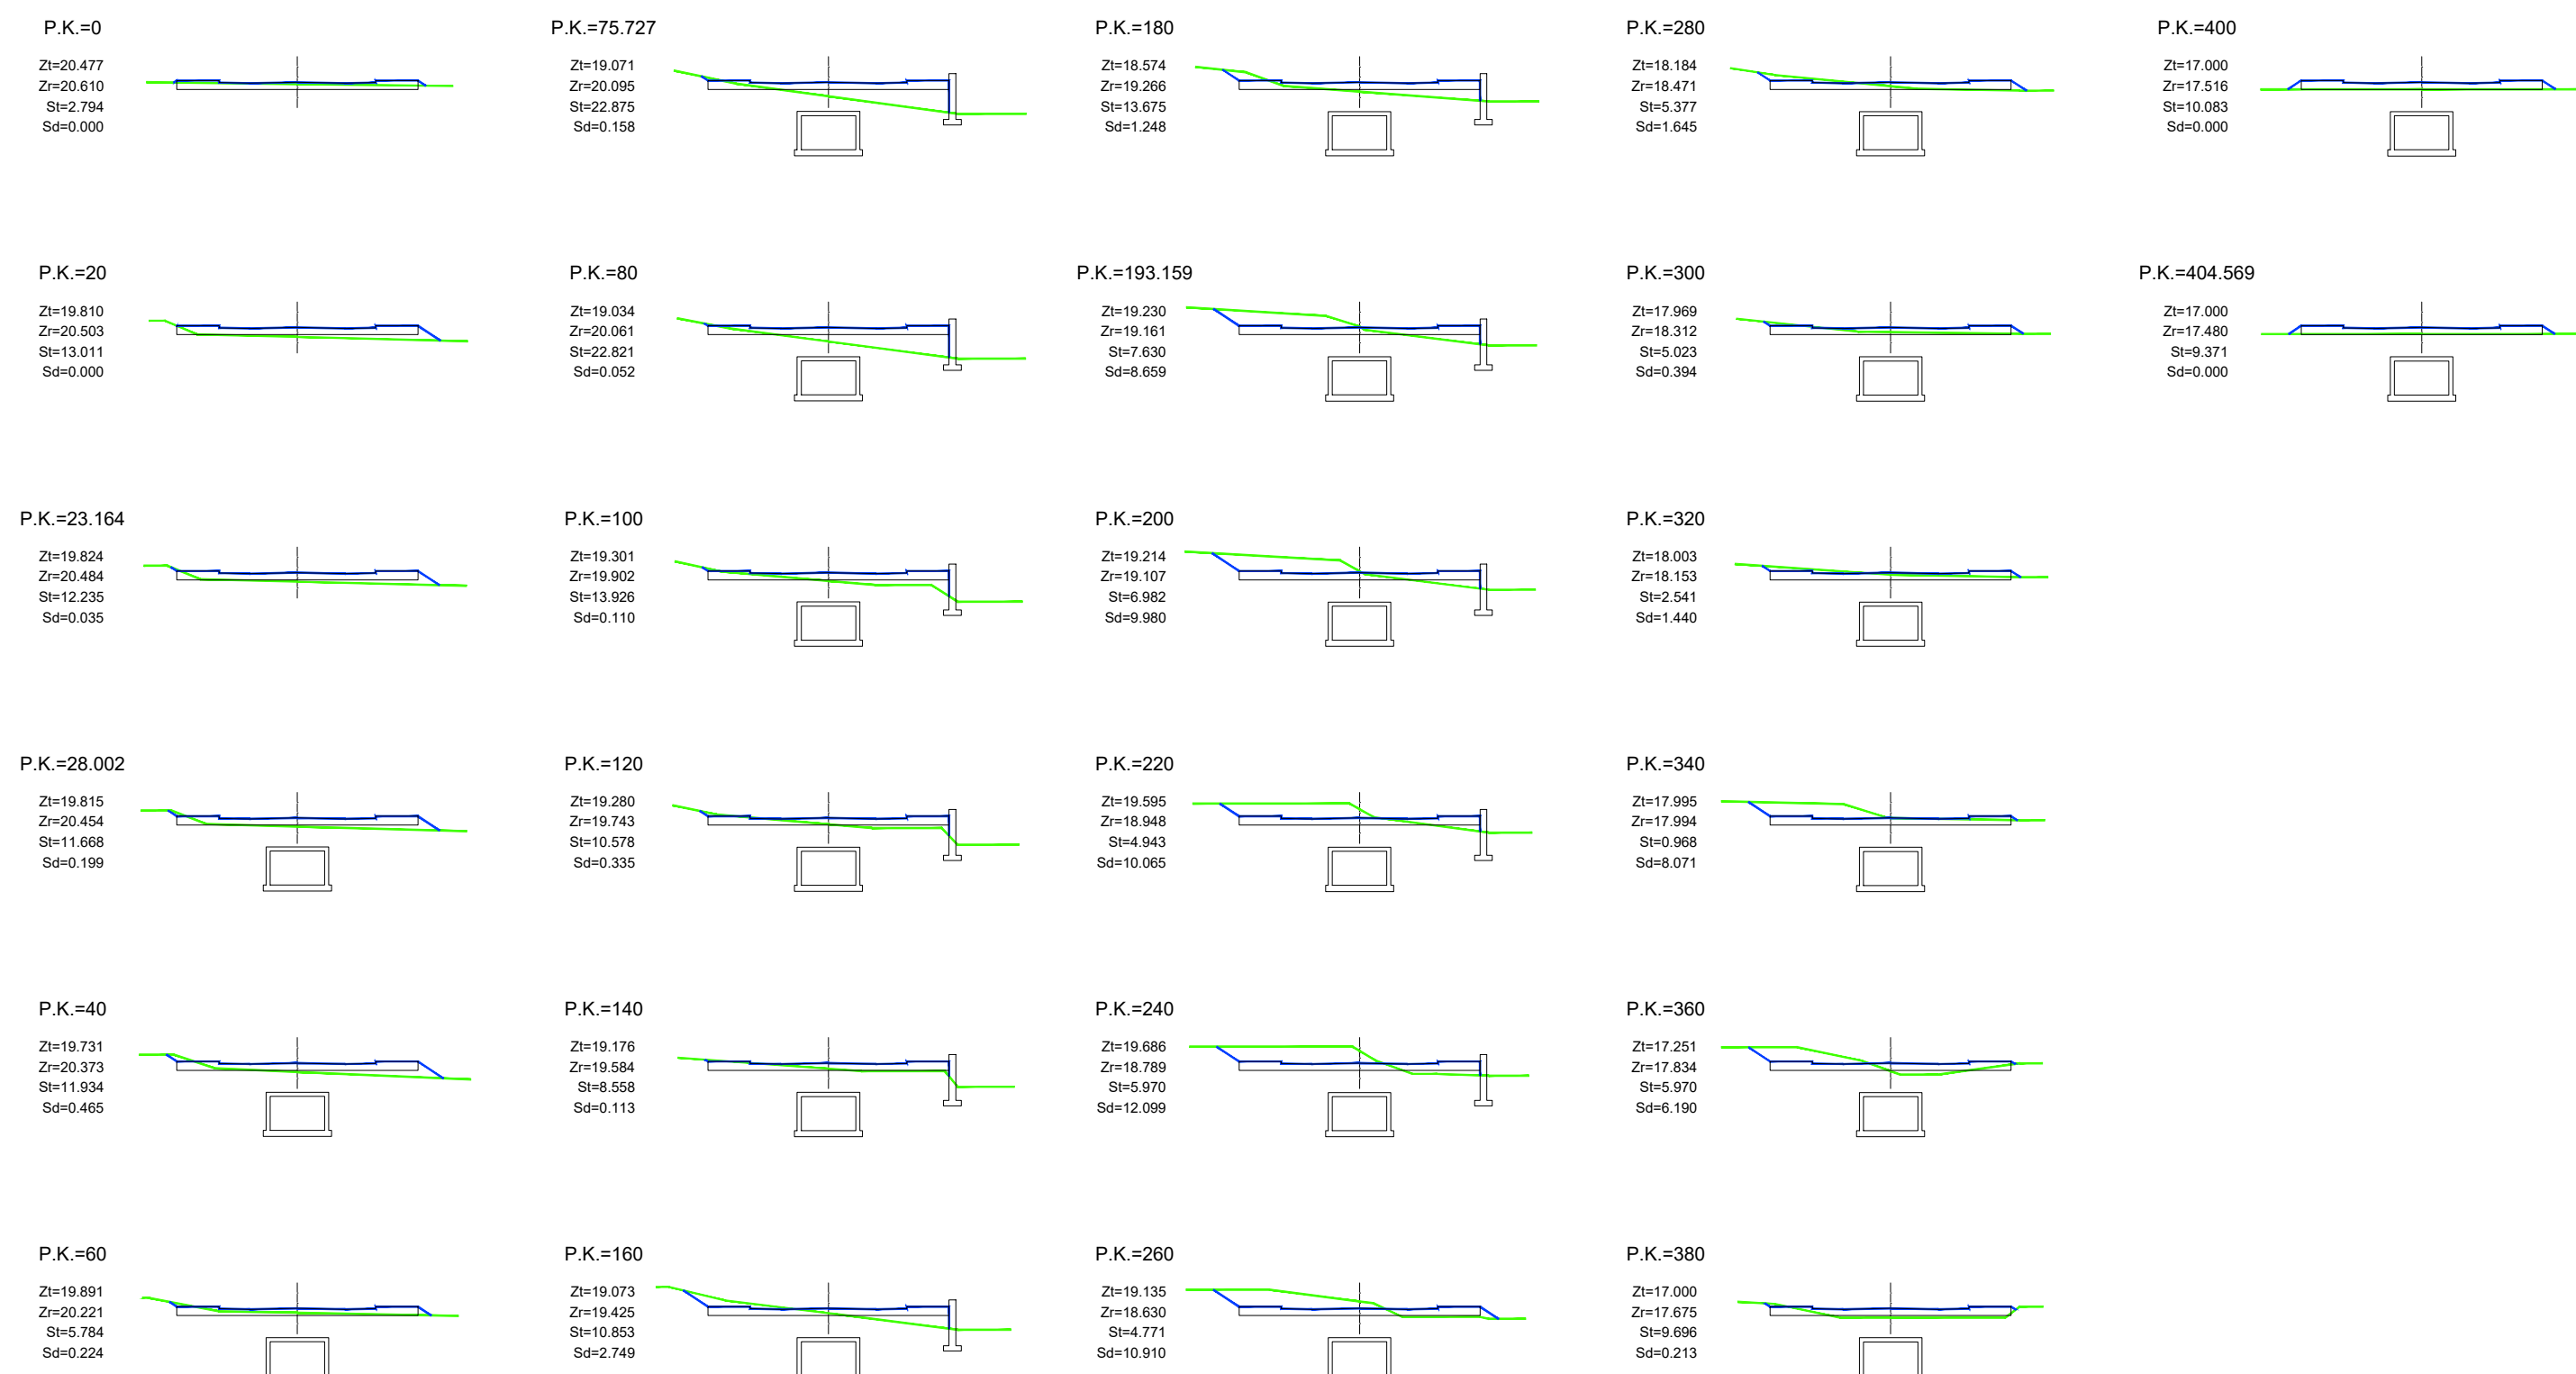 P.K.=0
Zt=20.477
Zr=20.610
St=2.794
Sd=0.000
P.K.=20
Zt=19.810
Zr=20.503
St=13.011
Sd=0.000
P.K.=23.164
Zt=19.824
Zr=20.484
St=12.235
Sd=0.035
P.K.=28.002
Zt=19.815
Zr=20.454
St=11.668
Sd=0.199
P.K.=40
Zt=19.731
Zr=20.373
St=11.934
Sd=0.465
P.K.=60
Zt=19.891
Zr=20.221
St=5.784
Sd=0.224
P.K.=75.727
Zt=19.071
Zr=20.095
St=22.875
Sd=0.158
P.K.=80
Zt=19.034
Zr=20.061
St=22.821
Sd=0.052
P.K.=100
Zt=19.301
Zr=19.902
St=13.926
Sd=0.110
P.K.=120
Zt=19.280
Zr=19.743
St=10.578
Sd=0.335
P.K.=140
Zt=19.176
Zr=19.584
St=8.558
Sd=0.113
P.K.=160
Zt=19.073
Zr=19.425
St=10.853
Sd=2.749
P.K.=180
Zt=18.574
Zr=19.266
St=13.675
Sd=1.248
P.K.=193.159
Zt=19.230
Zr=19.161
St=7.630
Sd=8.659
P.K.=200
Zt=19.214
Zr=19.107
St=6.982
Sd=9.980
P.K.=220
Zt=19.595
Zr=18.948
St=4.943
Sd=10.065
P.K.=240
Zt=19.686
Zr=18.789
St=5.970
Sd=12.099
P.K.=260
Zt=19.135
Zr=18.630
St=4.771
Sd=10.910
P.K.=280
Zt=18.184
Zr=18.471
St=5.377
Sd=1.645
P.K.=300
Zt=17.969
Zr=18.312
St=5.023
Sd=0.394
P.K.=320
Zt=18.003
Zr=18.153
St=2.541
Sd=1.440
P.K.=340
Zt=17.995
Zr=17.994
St=0.968
Sd=8.071
P.K.=360
Zt=17.251
Zr=17.834
St=5.970
Sd=6.190
P.K.=380
Zt=17.000
Zr=17.675
St=9.696
Sd=0.213
P.K.=400
Zt=17.000
Zr=17.516
St=10.083
Sd=0.000
P.K.=404.569
Zt=17.000
Zr=17.480
St=9.371
Sd=0.000